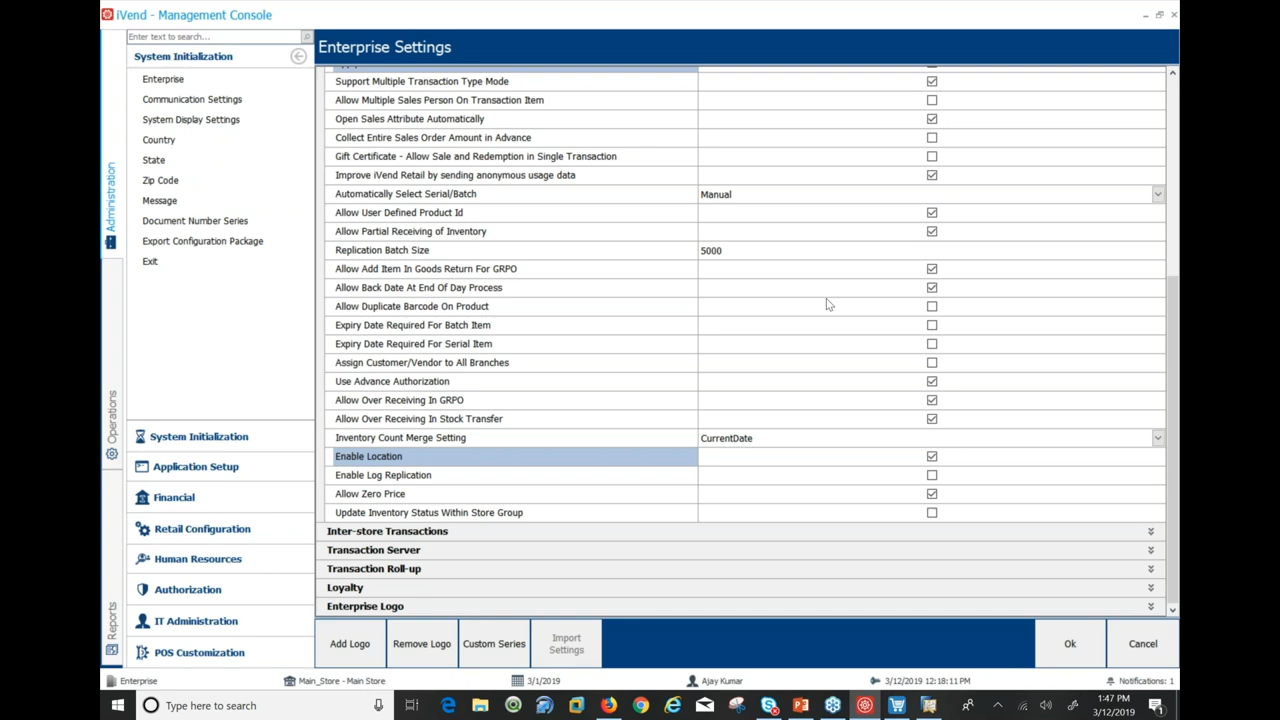 iVend - Management Console
Enter text to search...
System Initialization
Enterprise
Communication Settings
System Display Settings
Country
State
Zip Code
Message
Document Number Series
Export Configuration Package
Exit
Administration
Operations
Reports
System Initialization
Application Setup
Financial
Retail Configuration
Human Resources
Authorization
IT Administration
POS Customization
Enterprise Settings
Support Multiple Transaction Type Mode
Allow Multiple Sales Person On Transaction Item
Open Sales Attribute Automatically
Collect Entire Sales Order Amount in Advance
Gift Certificate - Allow Sale and Redemption in Single Transaction
Improve iVend Retail by sending anonymous usage data
Automatically Select Serial/Batch Manual
Allow User Defined Product Id
Allow Partial Receiving of Inventory
Replication Batch Size 5000
Allow Add Item In Goods Return For GRPO
Allow Back Date At End Of Day Process
Allow Duplicate Barcode On Product
Expiry Date Required For Batch Item
Expiry Date Required For Serial Item
Assign Customer/Vendor to All Branches
Use Advance Authorization
Allow Over Receiving In GRPO
Allow Over Receiving In Stock Transfer
Inventory Count Merge Setting CurrentDate
Enable Location
Enable Log Replication
Allow Zero Price
Update Inventory Status Within Store Group
Inter-store Transactions
Transaction Server
Transaction Roll-up
Loyalty
Enterprise Logo
Add Logo Remove Logo Custom Series Import
Settings
Ok Cancel
Enterprise Main_Store - Main Store 3/1/2019 Ajay Kumar 3/12/2019 12:18:11 PM Notifications: 1
Type here to search
1:47 PM
3/12/2019